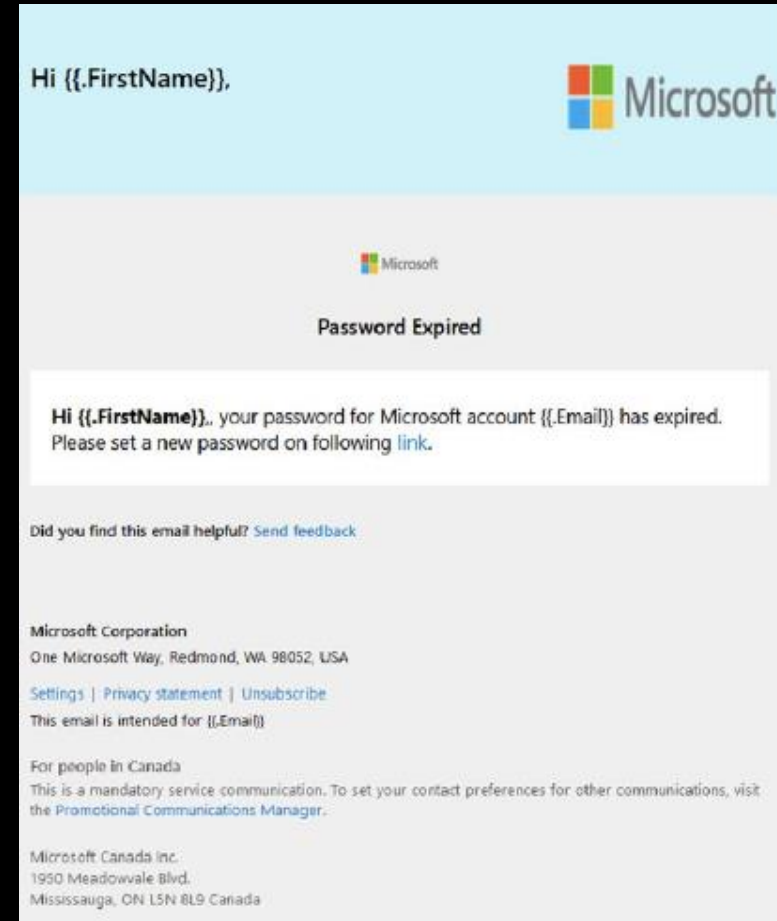 Hi {{.FirstName}},
Microsoft
Microsoft
Password Expired
Hi {{.FirstName}},, your password for Microsoft account {{.Email}} has expired.
Please set a new password on following link.
Did you find this email helpful? Send feedback
Microsoft Corporation
One Microsoft Way, Redmond, WA 98052, USA
Settings | Privacy statement | Unsubscribe
This email is intended for {{.Email}}
For people in Canada
This is a mandatory service communication. To set your contact preferences for other communications, visit
the Promotional Communications Manager.
Microsoft Canada Inc.
1950 Meadowvale Blvd.
Mississauga, ON L5N 8L9 Canada